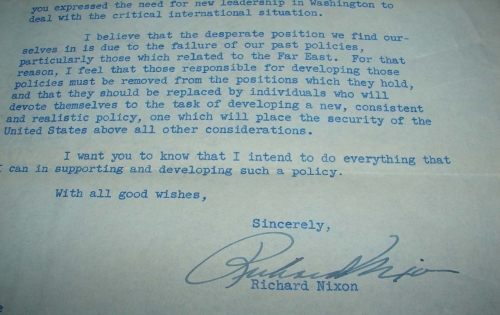 you expressed the need for new leadership in Washington to
deal with the critical international situation.
I believe that the desperate position we find our-
selves in is due to the failure of our past policies,
particularly those which related to the Far East. For that
reason, I feel that those responsible for developing those
policies must be removed from the positions which they hold,
and that they should be replaced by individuals who will
devote themselves to the task of developing a new, consistent
and realistic policy, one which will place the security of the
United States above all other considerations.
I want you to know that I intend to do everything that
I can in supporting and developing such a policy.
With all good wishes,
Sincerely,
Richard Nixon
Richard Nixon